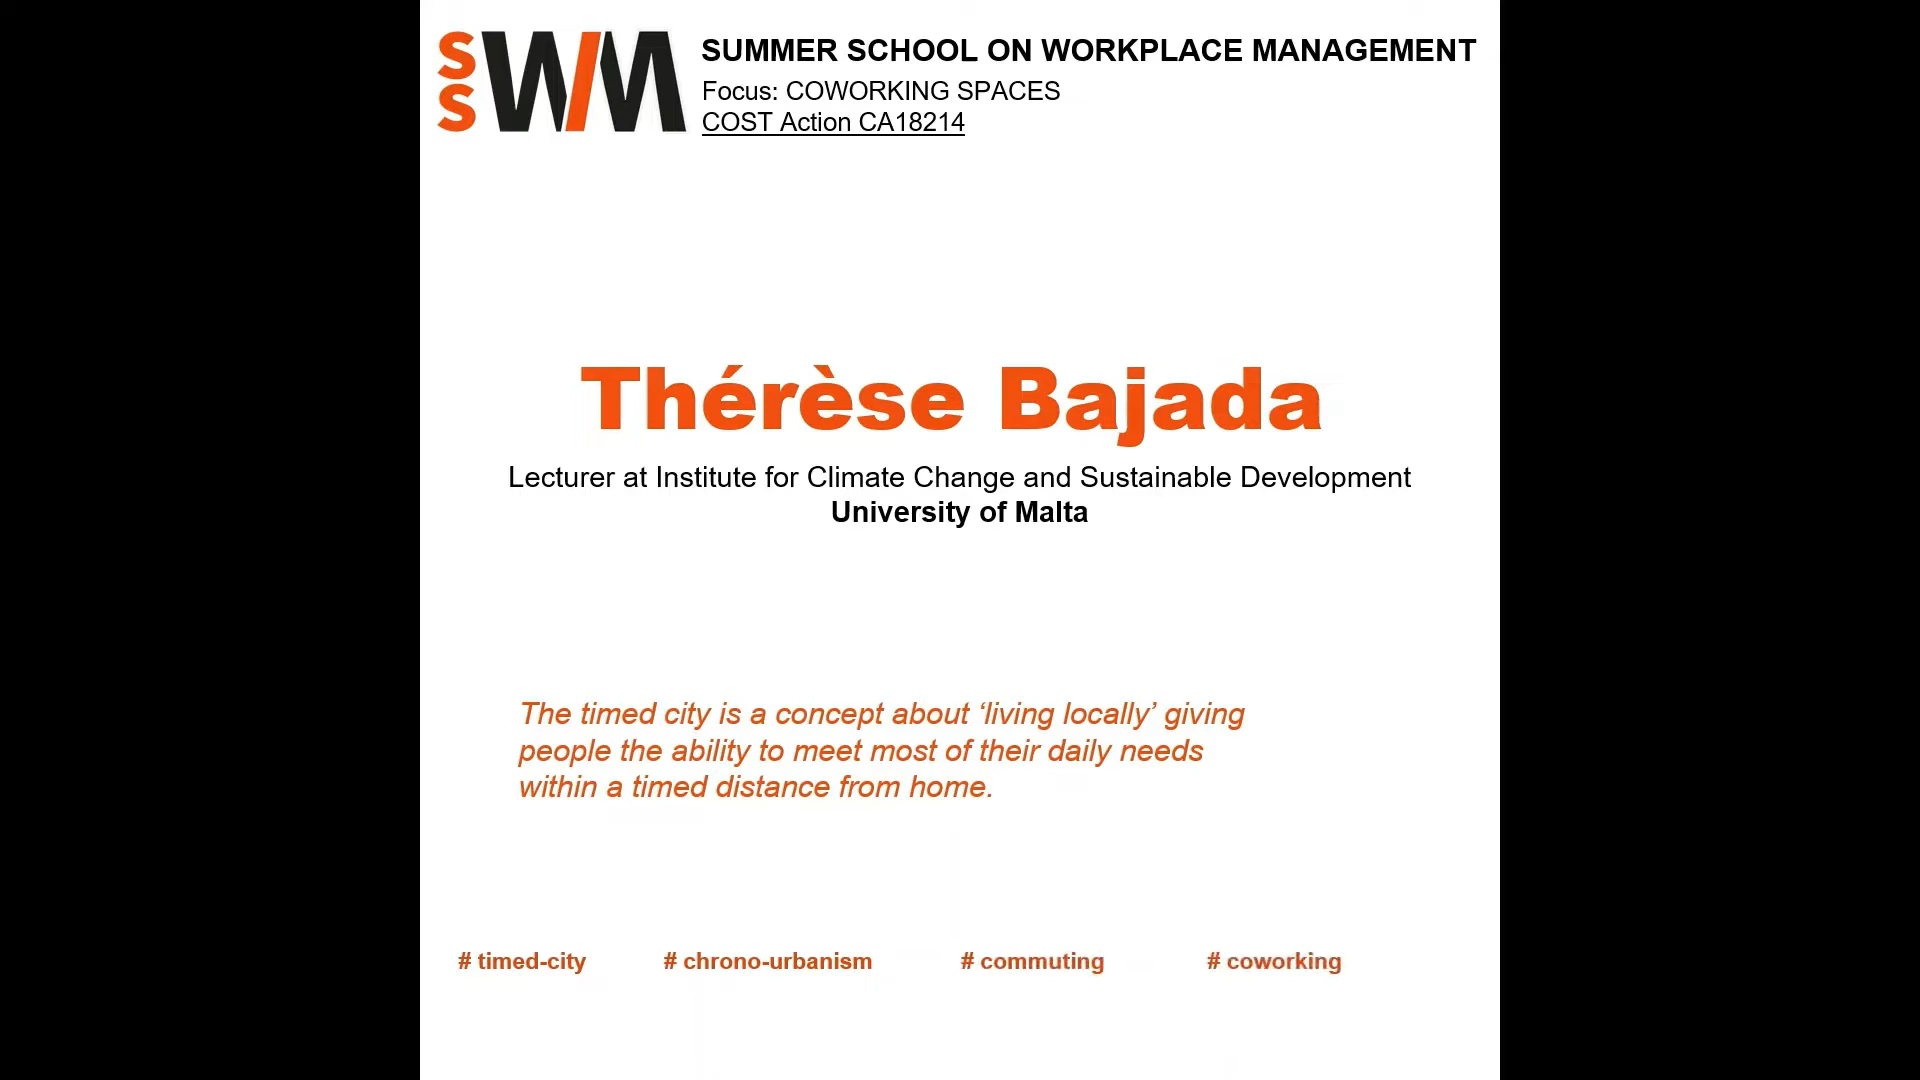 SS WM
SUMMER SCHOOL ON WORKPLACE MANAGEMENT
Focus: COWORKING SPACES
COST Action CA18214
Thérèse Bajada
Lecturer at Institute for Climate Change and Sustainable Development
University of Malta
The timed city is a concept about ‘living locally’ giving
people the ability to meet most of their daily needs
within a timed distance from home.
# timed-city # chrono-urbanism # commuting # coworking